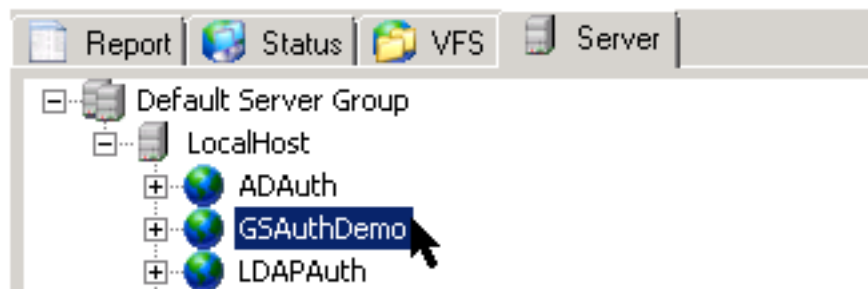 Report Status VFS Server
Default Server Group
LocalHost
ADAuth
GSAuthDemo
LDAPAuth